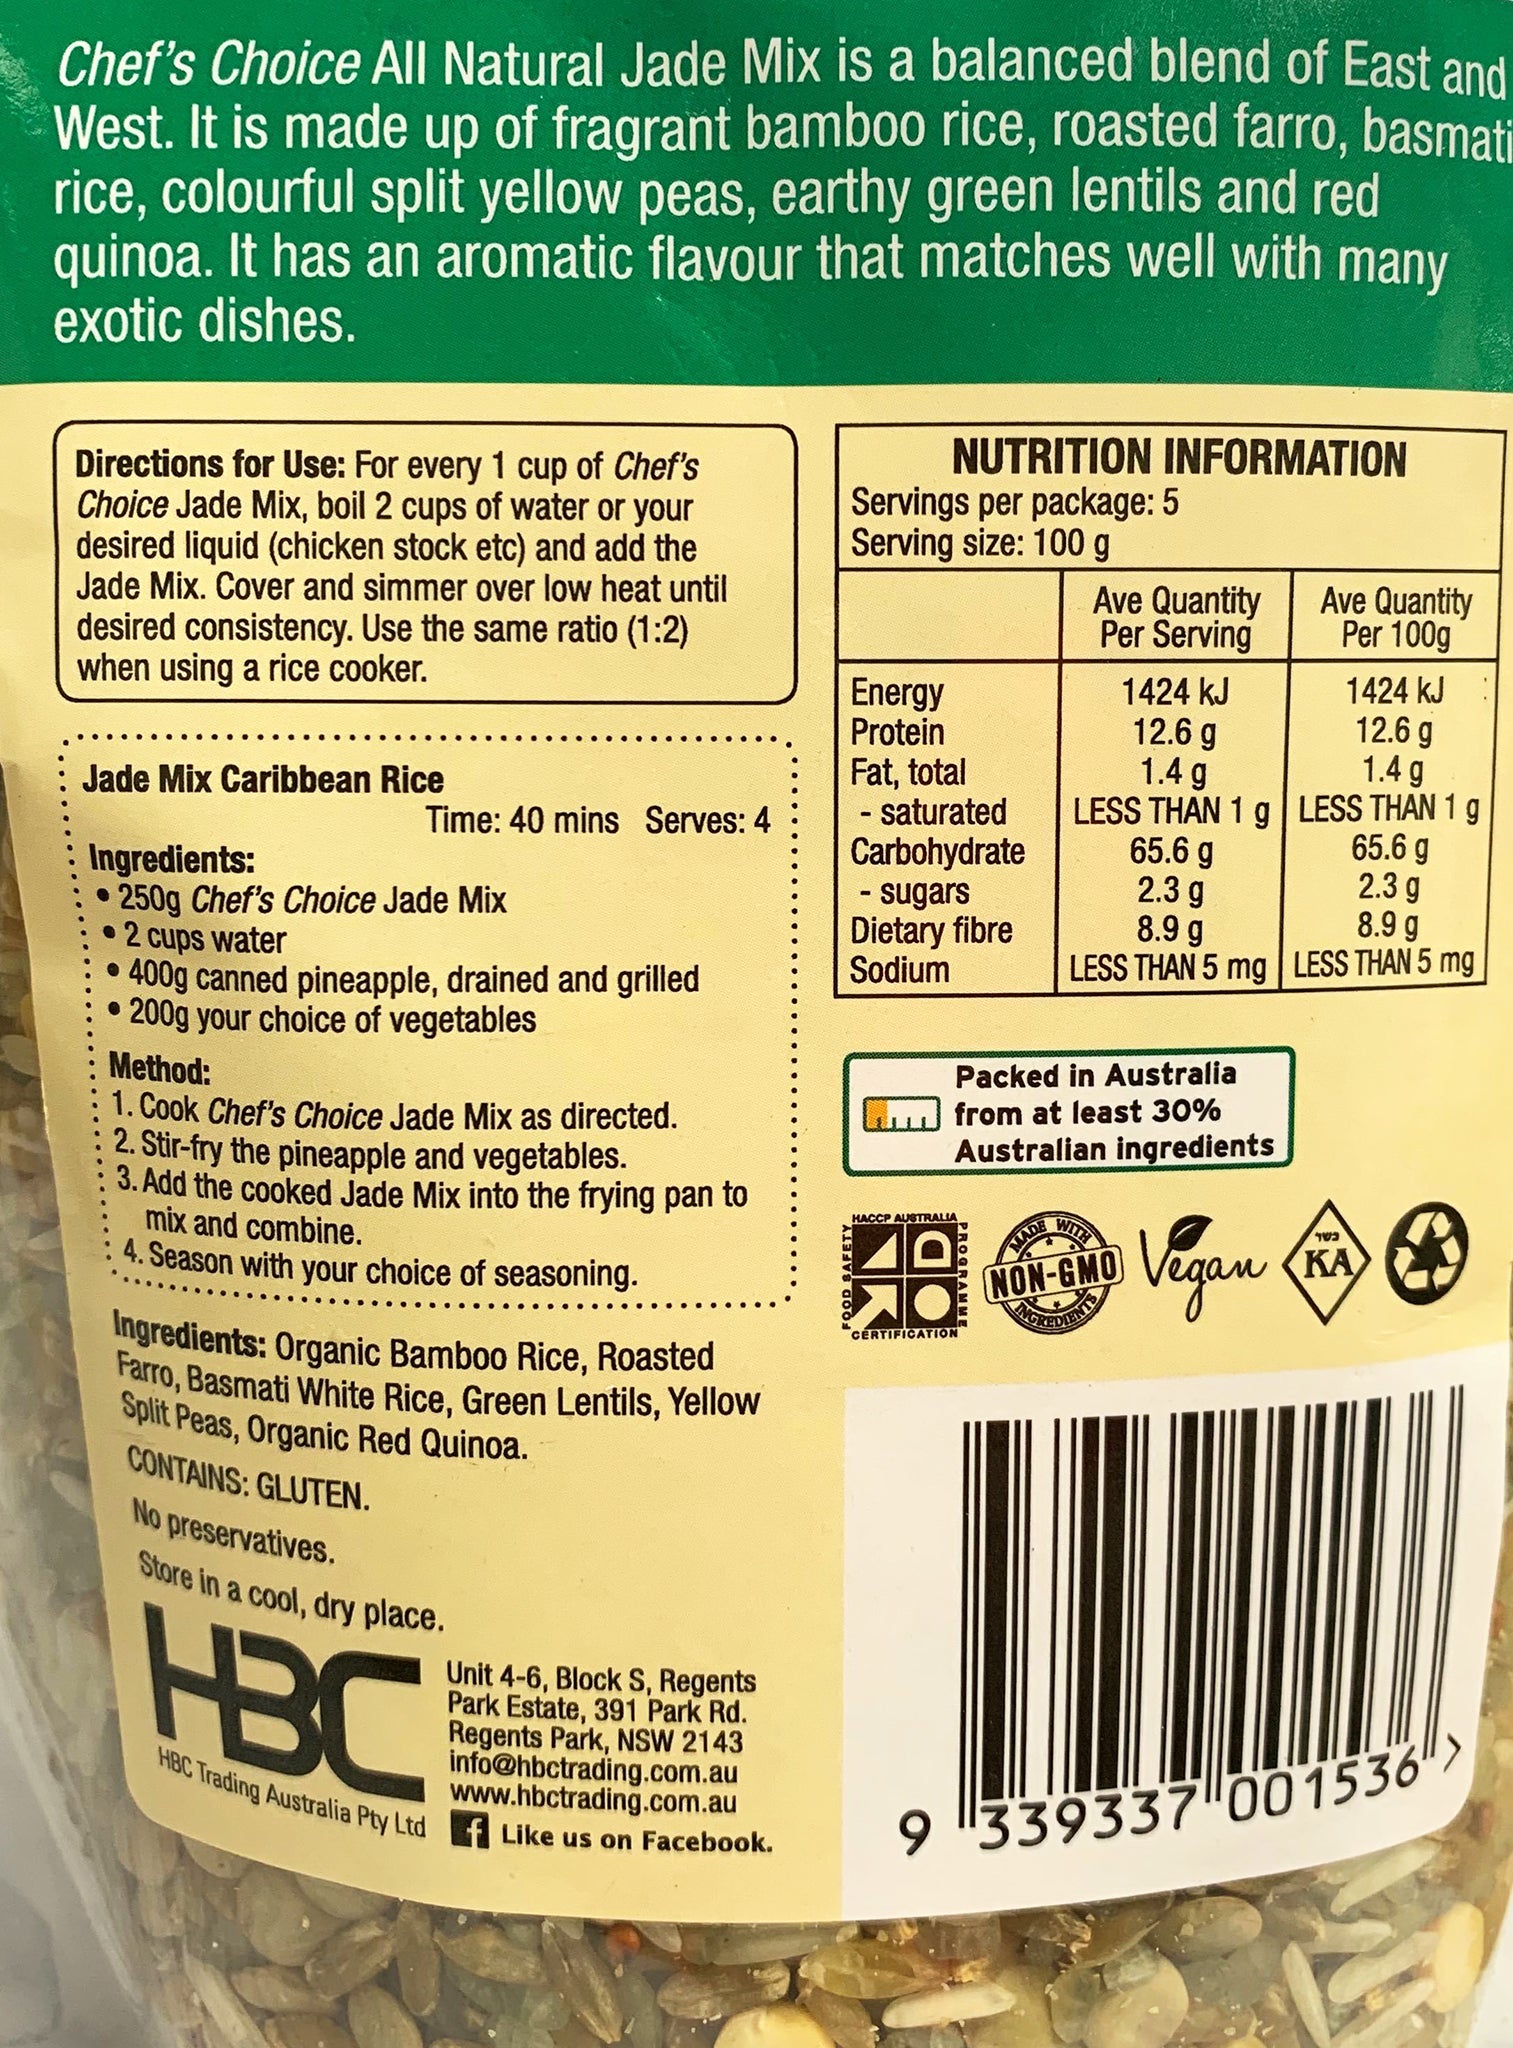 Chef's Choice All Natural Jade Mix is a balanced blend of East and
West. It is made up of fragrant bamboo rice, roasted farro, basmati
rice, colourful split yellow peas, earthy green lentils and red
quinoa. It has an aromatic flavour that matches well with many
exotic dishes.
Directions for Use: For every 1 cup of Chef's
Choice Jade Mix, boil 2 cups of water or your
desired liquid (chicken stock etc) and add the
Jade Mix. Cover and simmer over low heat until
desired consistency. Use the same ratio (1:2)
when using a rice cooker.
Jade Mix Caribbean Rice
Time: 40 mins Serves: 4
Ingredients:
• 250g Chef's Choice Jade Mix
• 2 cups water
• 400g canned pineapple, drained and grilled
• 200g your choice of vegetables
Method:
1. Cook Chef's Choice Jade Mix as directed.
2. Stir-fry the pineapple and vegetables.
3. Add the cooked Jade Mix into the frying pan to
mix and combine.
4. Season with your choice of seasoning.
Ingredients: Organic Bamboo Rice, Roasted
Farro, Basmati White Rice, Green Lentils, Yellow
Split Peas, Organic Red Quinoa.
CONTAINS: GLUTEN.
No preservatives.
Store in a cool, dry place.
HBC
HBC Trading Australia Pty Ltd
Unit 4-6, Block S, Regents
Park Estate, 391 Park Rd.
Regents Park, NSW 2143
info@hbctrading.com.au
www.hbctrading.com.au
f Like us on Facebook.
NUTRITION INFORMATION
Servings per package: 5
Serving size: 100 g
Ave Quantity Ave Quantity
Per Serving Per 100g
Energy 1424 kJ 1424 kJ
Protein 12.6 g 12.6 g
Fat, total 1.4 g 1.4 g
- saturated LESS THAN 1 g LESS THAN 1 g
Carbohydrate 65.6 g 65.6 g
- sugars 2.3 g 2.3 g
Dietary fibre 8.9 g 8.9 g
Sodium LESS THAN 5 mg LESS THAN 5 mg
Packed in Australia
from at least 30%
Australian ingredients
HACCP AUSTRALIA
FOOD SAFETY
PROGRAMME
CERTIFICATION
MADE WITH
NON-GMO
INGREDIENTS
Vegan
כשר
KA
9 339337 001536 >